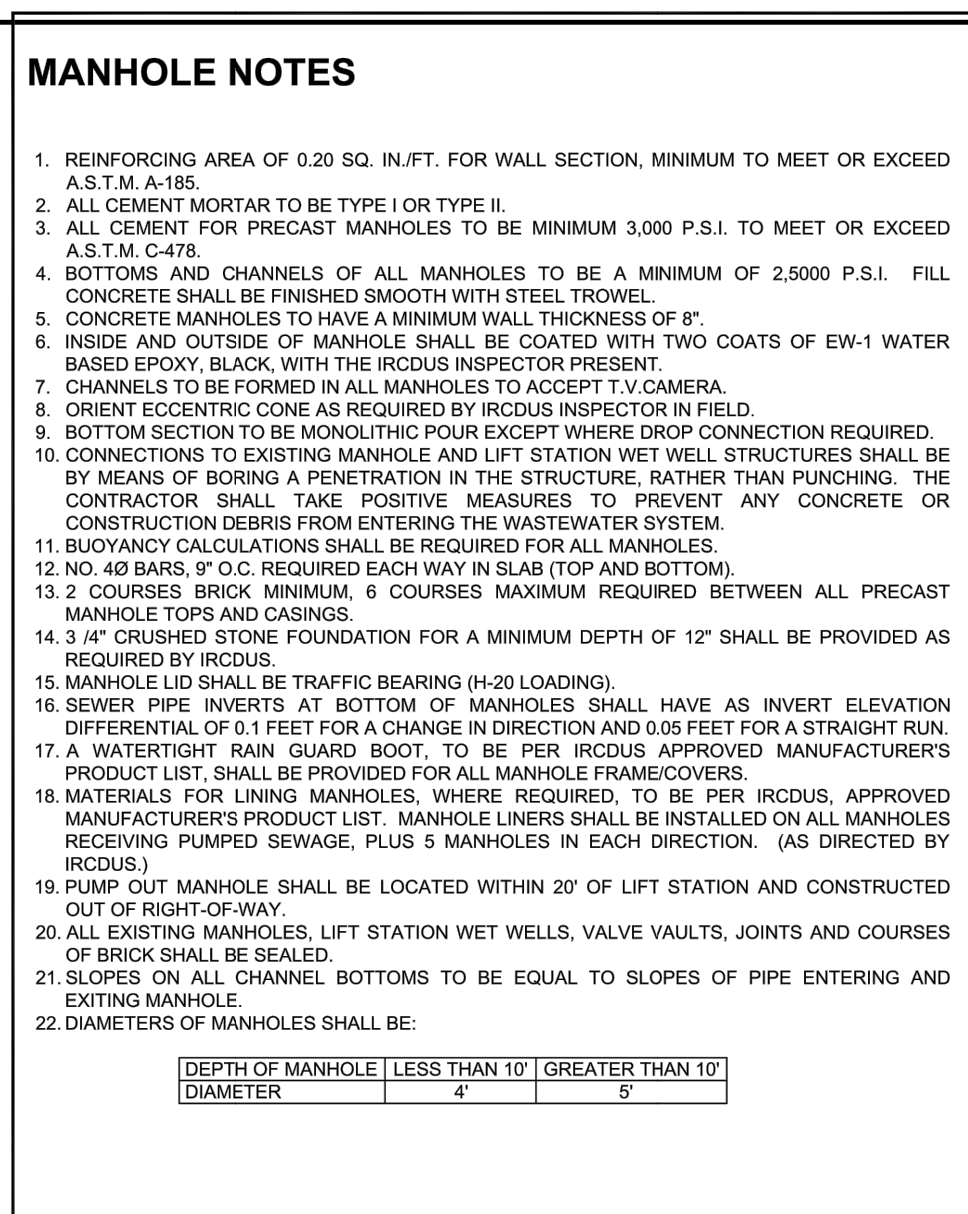 MANHOLE NOTES
1. REINFORCING AREA OF 0.20 SQ. IN./FT. FOR WALL SECTION, MINIMUM TO MEET OR EXCEED
A.S.T.M. A-185.
2. ALL CEMENT MORTAR TO BE TYPE I OR TYPE II.
3. ALL CEMENT FOR PRECAST MANHOLES TO BE MINIMUM 3,000 P.S.I. TO MEET OR EXCEED
A.S.T.M. C-478.
4. BOTTOMS AND CHANNELS OF ALL MANHOLES TO BE A MINIMUM OF 2,5000 P.S.I. FILL
CONCRETE SHALL BE FINISHED SMOOTH WITH STEEL TROWEL.
5. CONCRETE MANHOLES TO HAVE A MINIMUM WALL THICKNESS OF 8".
6. INSIDE AND OUTSIDE OF MANHOLE SHALL BE COATED WITH TWO COATS OF EW-1 WATER
BASED EPOXY, BLACK, WITH THE IRCDUS INSPECTOR PRESENT.
7. CHANNELS TO BE FORMED IN ALL MANHOLES TO ACCEPT T.V.CAMERA.
8. ORIENT ECCENTRIC CONE AS REQUIRED BY IRCDUS INSPECTOR IN FIELD.
9. BOTTOM SECTION TO BE MONOLITHIC POUR EXCEPT WHERE DROP CONNECTION REQUIRED.
10. CONNECTIONS TO EXISTING MANHOLE AND LIFT STATION WET WELL STRUCTURES SHALL BE
BY MEANS OF BORING A PENETRATION IN THE STRUCTURE, RATHER THAN PUNCHING. THE
CONTRACTOR SHALL TAKE POSITIVE MEASURES TO PREVENT ANY CONCRETE OR
CONSTRUCTION DEBRIS FROM ENTERING THE WASTEWATER SYSTEM.
11. BUOYANCY CALCULATIONS SHALL BE REQUIRED FOR ALL MANHOLES.
12. NO. 4Ø BARS, 9" O.C. REQUIRED EACH WAY IN SLAB (TOP AND BOTTOM).
13. 2 COURSES BRICK MINIMUM, 6 COURSES MAXIMUM REQUIRED BETWEEN ALL PRECAST
MANHOLE TOPS AND CASINGS.
14. 3 /4" CRUSHED STONE FOUNDATION FOR A MINIMUM DEPTH OF 12" SHALL BE PROVIDED AS
REQUIRED BY IRCDUS.
15. MANHOLE LID SHALL BE TRAFFIC BEARING (H-20 LOADING).
16. SEWER PIPE INVERTS AT BOTTOM OF MANHOLES SHALL HAVE AS INVERT ELEVATION
DIFFERENTIAL OF 0.1 FEET FOR A CHANGE IN DIRECTION AND 0.05 FEET FOR A STRAIGHT RUN.
17. A WATERTIGHT RAIN GUARD BOOT, TO BE PER IRCDUS APPROVED MANUFACTURER'S
PRODUCT LIST, SHALL BE PROVIDED FOR ALL MANHOLE FRAME/COVERS.
18. MATERIALS FOR LINING MANHOLES, WHERE REQUIRED, TO BE PER IRCDUS, APPROVED
MANUFACTURER'S PRODUCT LIST. MANHOLE LINERS SHALL BE INSTALLED ON ALL MANHOLES
RECEIVING PUMPED SEWAGE, PLUS 5 MANHOLES IN EACH DIRECTION. (AS DIRECTED BY
IRCDUS.)
19. PUMP OUT MANHOLE SHALL BE LOCATED WITHIN 20' OF LIFT STATION AND CONSTRUCTED
OUT OF RIGHT-OF-WAY.
20. ALL EXISTING MANHOLES, LIFT STATION WET WELLS, VALVE VAULTS, JOINTS AND COURSES
OF BRICK SHALL BE SEALED.
21. SLOPES ON ALL CHANNEL BOTTOMS TO BE EQUAL TO SLOPES OF PIPE ENTERING AND
EXITING MANHOLE.
22. DIAMETERS OF MANHOLES SHALL BE:
DEPTH OF MANHOLE LESS THAN 10' GREATER THAN 10'
DIAMETER 4' 5'